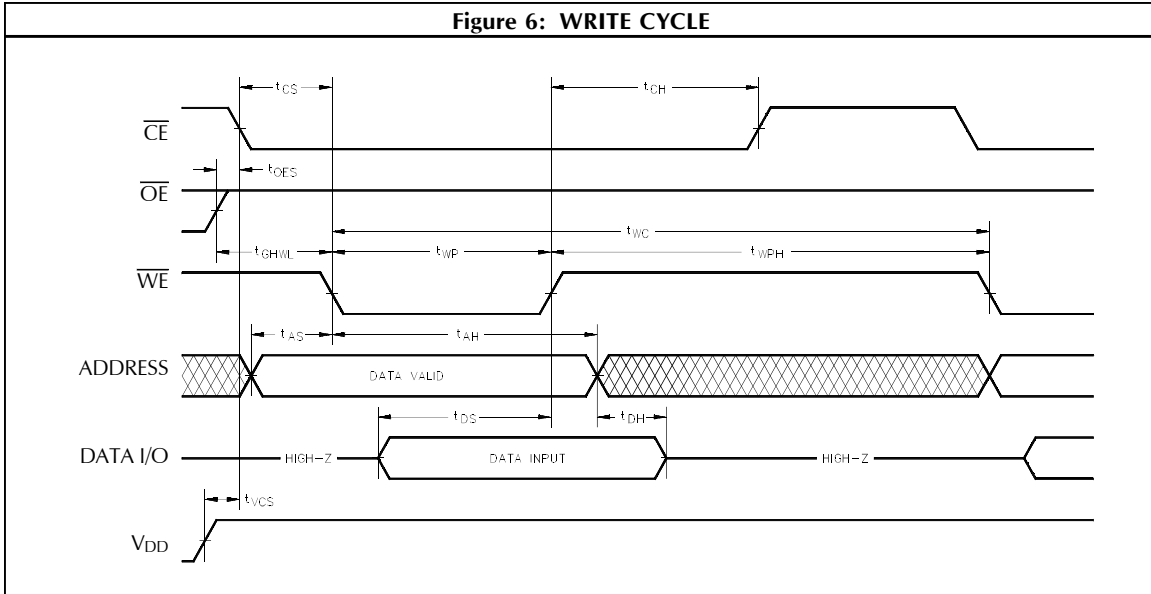 Figure 6: WRITE CYCLE
tCS
tCH
CE
tOES
OE
tWC
tGHWL
tWP
tWPH
WE
tAS
tAH
ADDRESS
DATA VALID
tDS
tDH
DATA I/O
HIGH-Z
DATA INPUT
HIGH-Z
tVCS
VDD